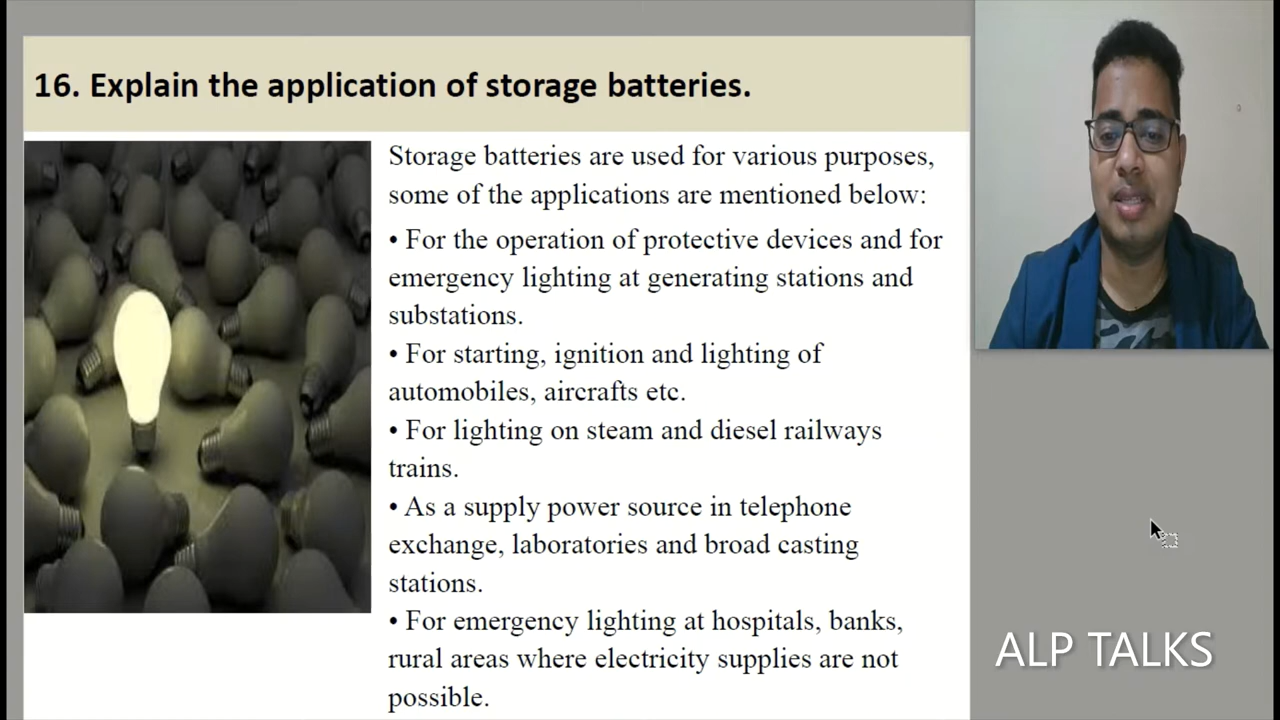 16. Explain the application of storage batteries.
Storage batteries are used for various purposes,
some of the applications are mentioned below:
• For the operation of protective devices and for
emergency lighting at generating stations and
substations.
• For starting, ignition and lighting of
automobiles, aircrafts etc.
• For lighting on steam and diesel railways
trains.
• As a supply power source in telephone
exchange, laboratories and broad casting
stations.
• For emergency lighting at hospitals, banks,
rural areas where electricity supplies are not
possible.
ALP TALKS